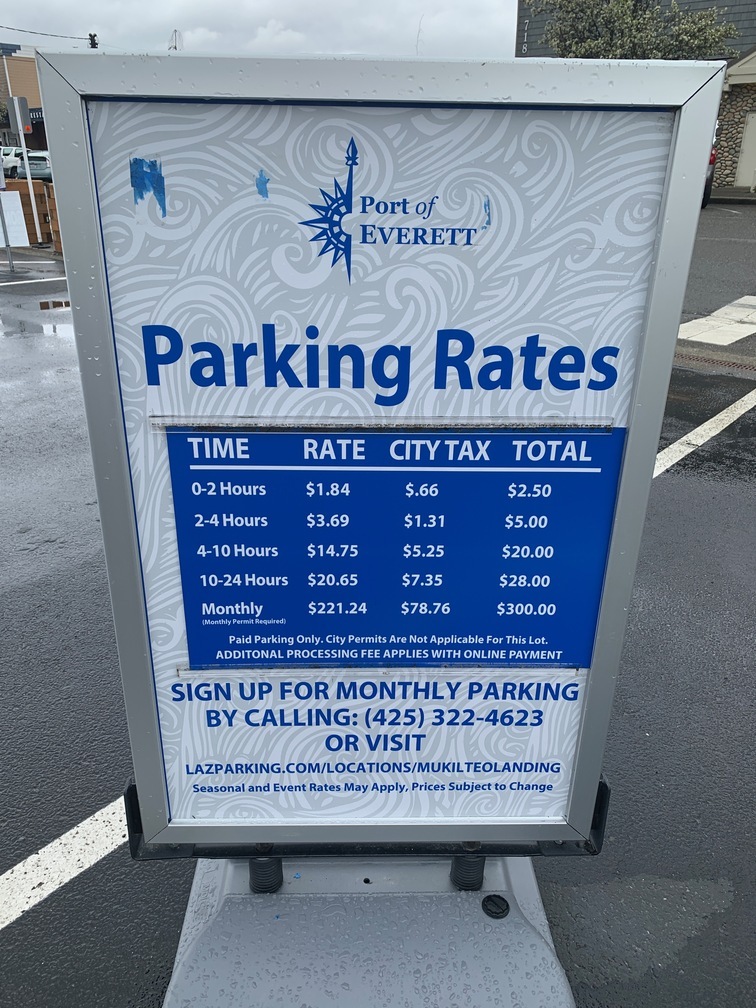 718
Port of
EVERETT
Parking Rates
TIME RATE CITY TAX TOTAL
0-2 Hours $1.84 $.66 $2.50
2-4 Hours $3.69 $1.31 $5.00
4-10 Hours $14.75 $5.25 $20.00
10-24 Hours $20.65 $7.35 $28.00
Monthly $221.24 $78.76 $300.00
(Monthly Permit Required)
Paid Parking Only. City Permits Are Not Applicable For This Lot.
ADDITONAL PROCESSING FEE APPLIES WITH ONLINE PAYMENT
SIGN UP FOR MONTHLY PARKING
BY CALLING: (425) 322-4623
OR VISIT
LAZPARKING.COM/LOCATIONS/MUKILTEOLANDING
Seasonal and Event Rates May Apply, Prices Subject to Change